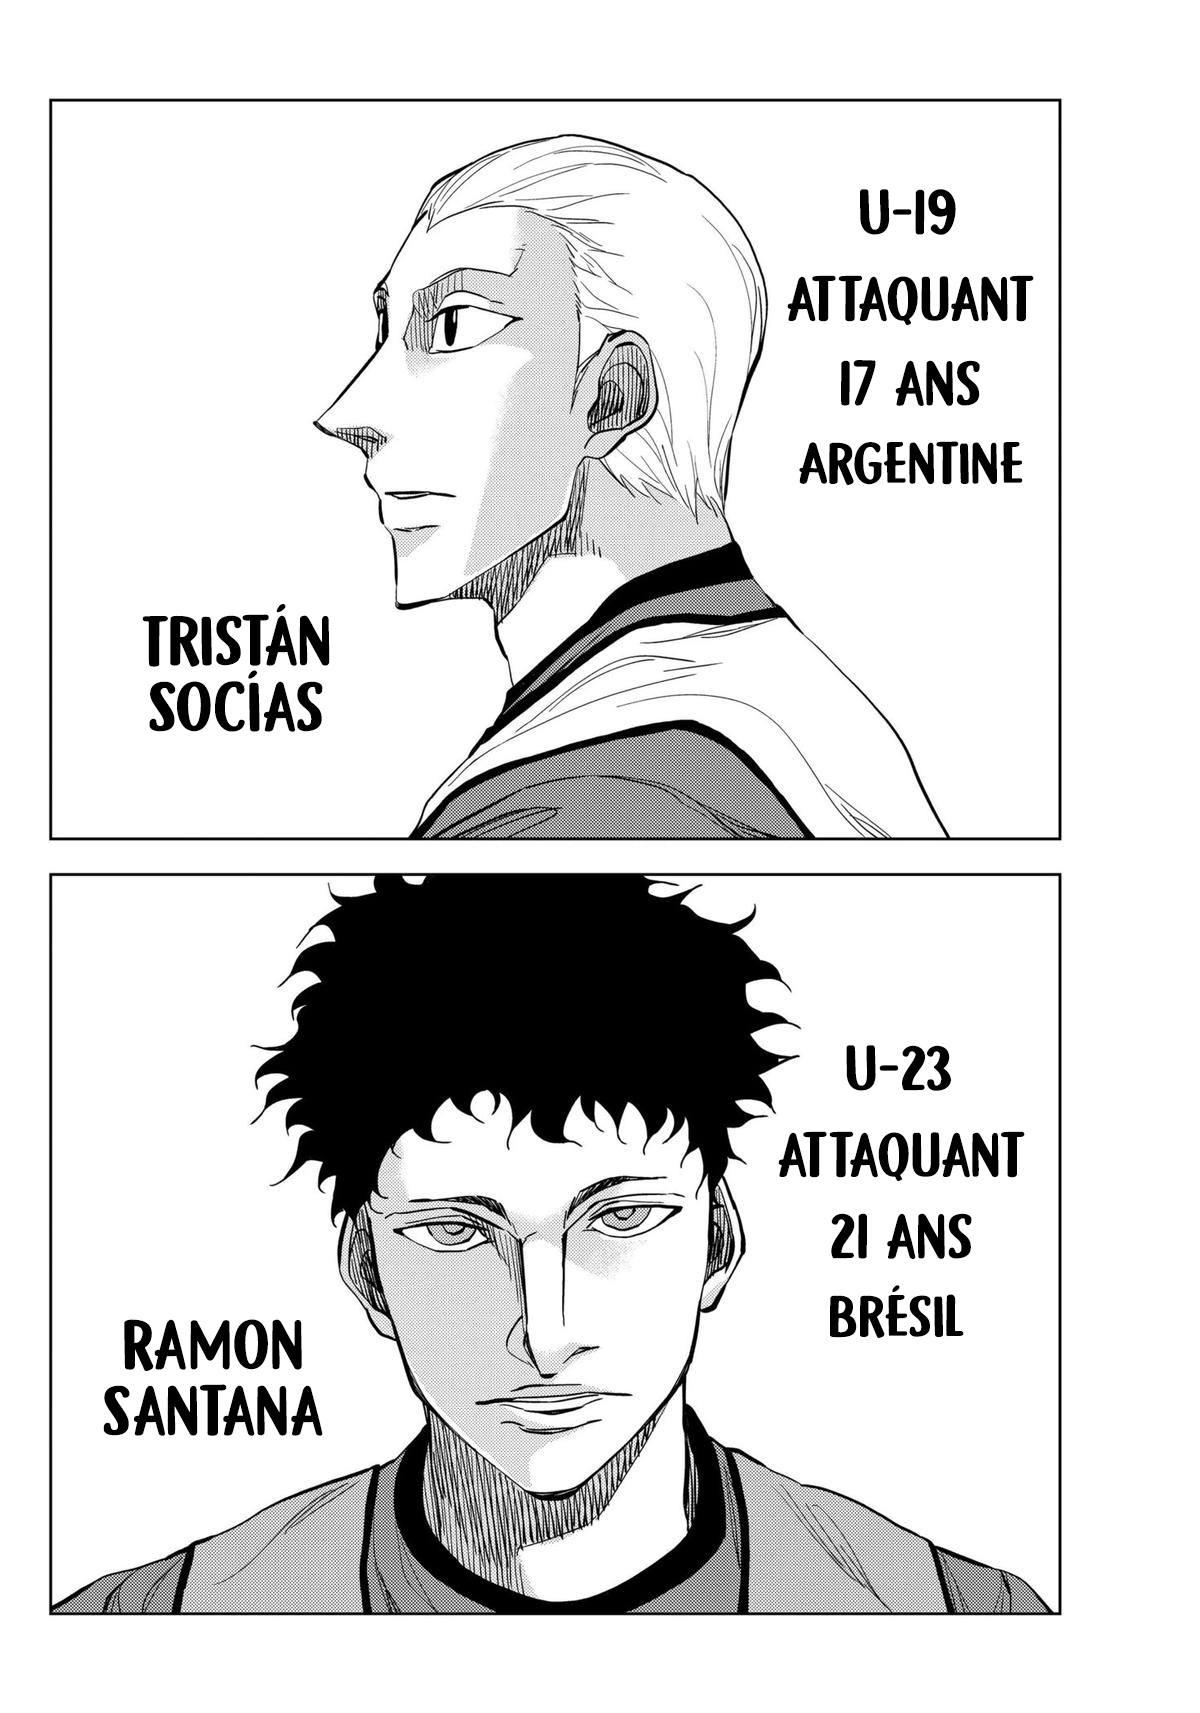 U-19
ATTAQUANT
17 ANS
ARGENTINE
TRISTÁN
SOCÍAS
U-23
ATTAQUANT
21 ANS
BRÉSIL
RAMON
SANTANA